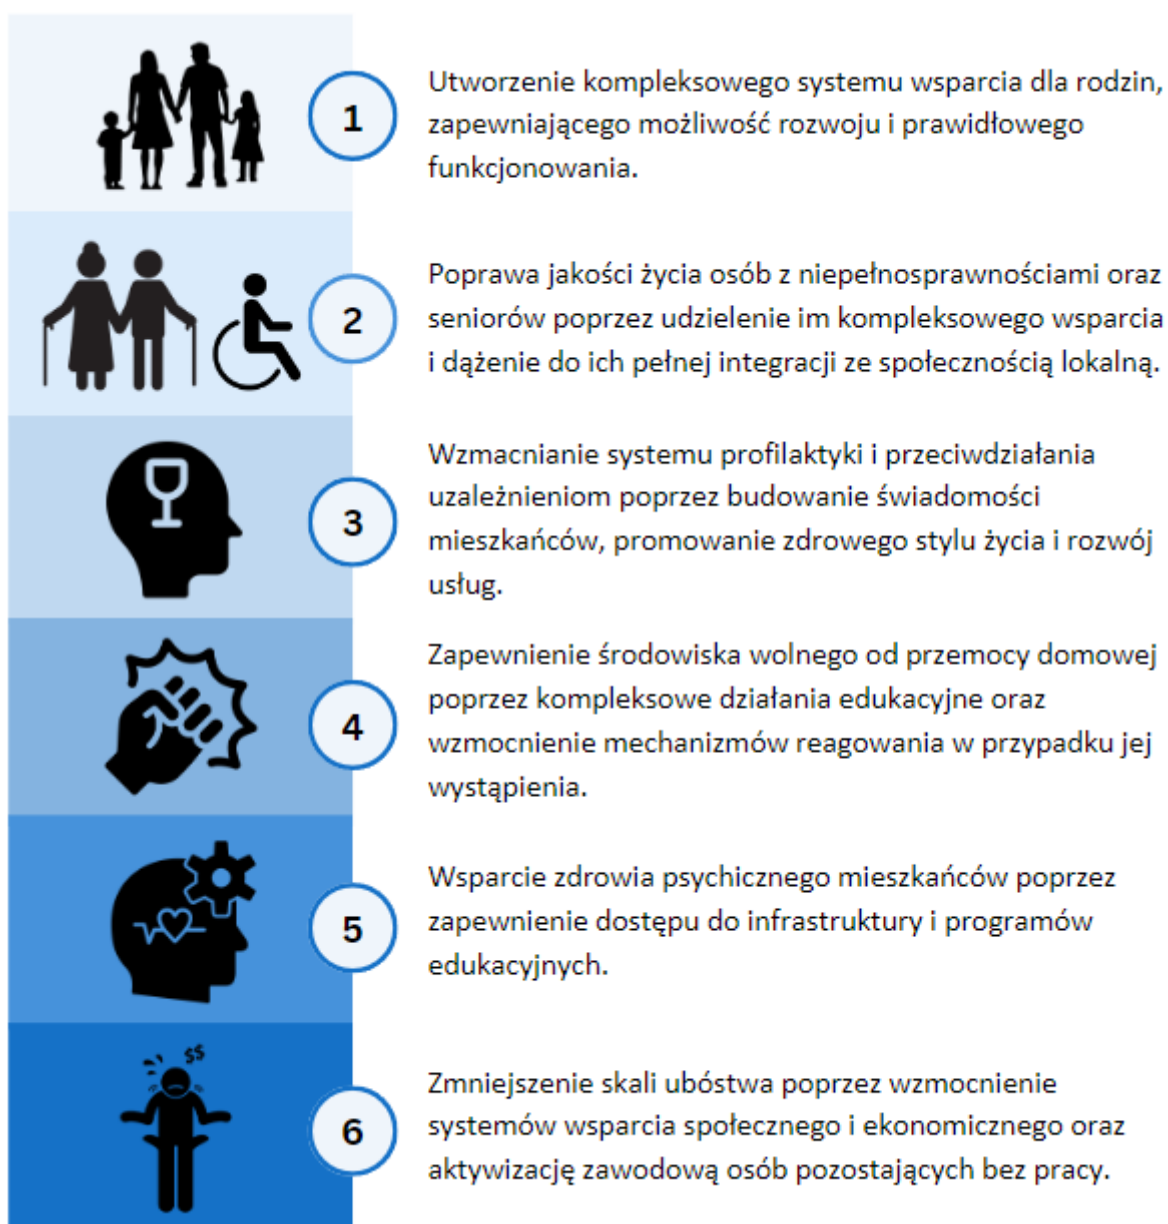 1
Utworzenie kompleksowego systemu wsparcia dla rodzin,
zapewniającego możliwość rozwoju i prawidłowego
funkcjonowania.
2
Poprawa jakości życia osób z niepełnosprawnościami oraz
seniorów poprzez udzielenie im kompleksowego wsparcia
i dążenie do ich pełnej integracji ze społecznością lokalną.
3
Wzmacnianie systemu profilaktyki i przeciwdziałania
uzależnieniom poprzez budowanie świadomości
mieszkańców, promowanie zdrowego stylu życia i rozwój
usług.
4
Zapewnienie środowiska wolnego od przemocy domowej
poprzez kompleksowe działania edukacyjne oraz
wzmocnienie mechanizmów reagowania w przypadku jej
wystąpienia.
5
Wsparcie zdrowia psychicznego mieszkańców poprzez
zapewnienie dostępu do infrastruktury i programów
edukacyjnych.
$$
6
Zmniejszenie skali ubóstwa poprzez wzmocnienie
systemów wsparcia społecznego i ekonomicznego oraz
aktywizację zawodową osób pozostających bez pracy.